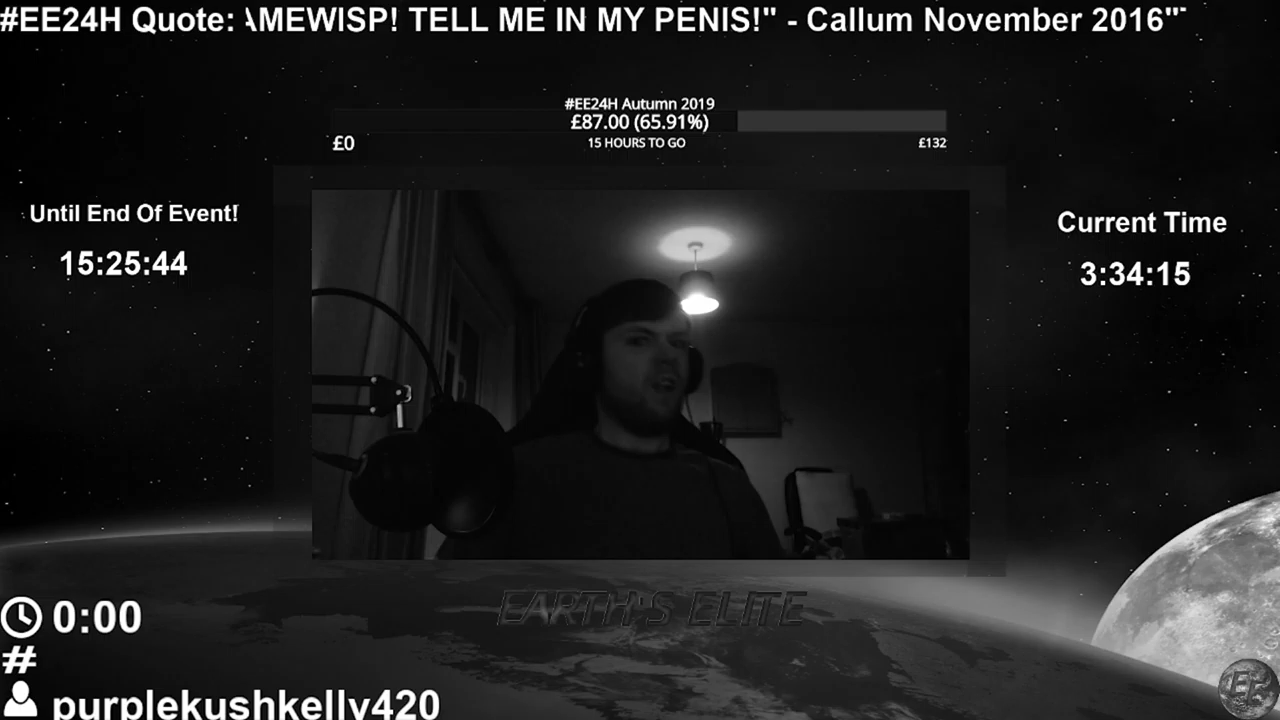 #EE24H Quote: AMEWISP! TELL ME IN MY PENIS!" - Callum November 2016"
#EE24H Autumn 2019
£87.00 (65.91%)
£0
15 HOURS TO GO
£132
Until End Of Event!
15:25:44
Current Time
3:34:15
EARTH'S ELITE
0:00
#
purplekushkelly420
EE